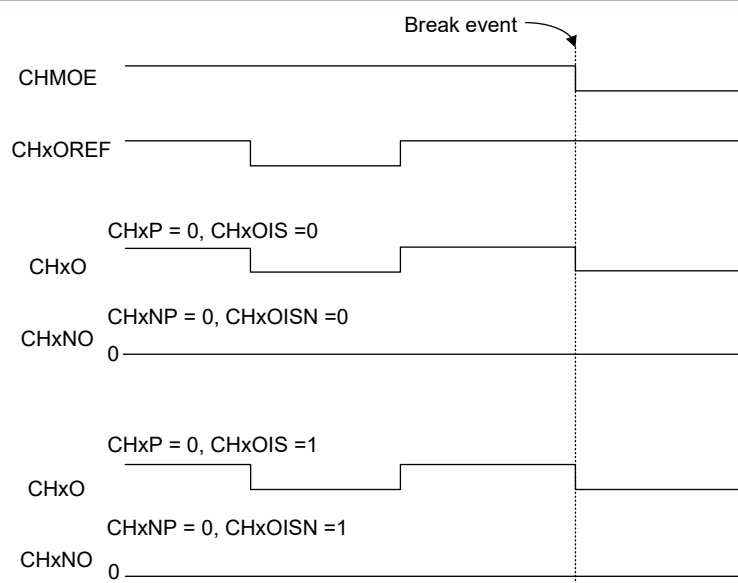 Break event
CHMOE
CHxOREF
CHxP = 0, CHxOIS =0
CHxO
CHxNP = 0, CHxOISN =0
CHxNO
0
CHxP = 0, CHxOIS =1
CHxO
CHxNP = 0, CHxOISN =1
CHxNO
0